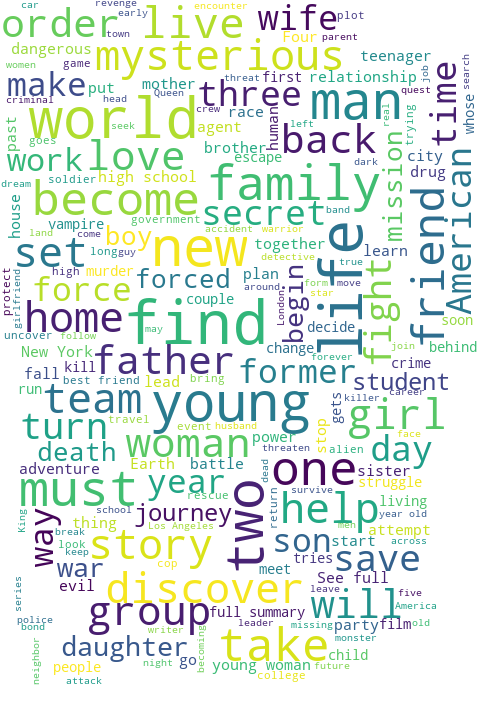 car
revenge
early
encounter
plot
order
live
wife
Four
parent
town
mysterious
dangerous
teenager
women
game
threat
job
search
make
put
mother
first
relationship
criminal
head
Queen
three
crew
quest
man
time
whose
world
race
human
left
real
trying
past
goes
seek
agent
back
brother
city
work
love
escape
dark
drug
dream
soldier
high school
family
mission
American
become
secret
house
government
band
vampire
accident
warrior
land
come
boy
together
learn
long
guy
detective
set
new
life
friend
true
high
murder
forced
plan
form
around
move
fight
begin
star
soon
protect
girlfriend
force
couple
London
decide
uncover
follow
home
find
may
join
behind
New York
father
change
former
crime
kill
forever
fall
best friend
lead
bring
student
run
team
travel
young
gets
killer
career
girl
turn
event
husband
power
stop
face
death
woman
threaten
alien
day
Earth
battle
adventure
must
year
rescue
one
dead
sister
struggle
survive
two
return
living
King
school
journey
help
men
year old
way
thing
Los Angeles
son
start
attempt
break
look
keep
story
cop
tries
across
war
meet
save
evil
discover
See full
series
leave
five
will
America
group
full summary
police
bond
writer
leader
missing
party
film
old
daughter
becoming
take
monster
neighbor
people
night
go
young woman
child
future
attack
college